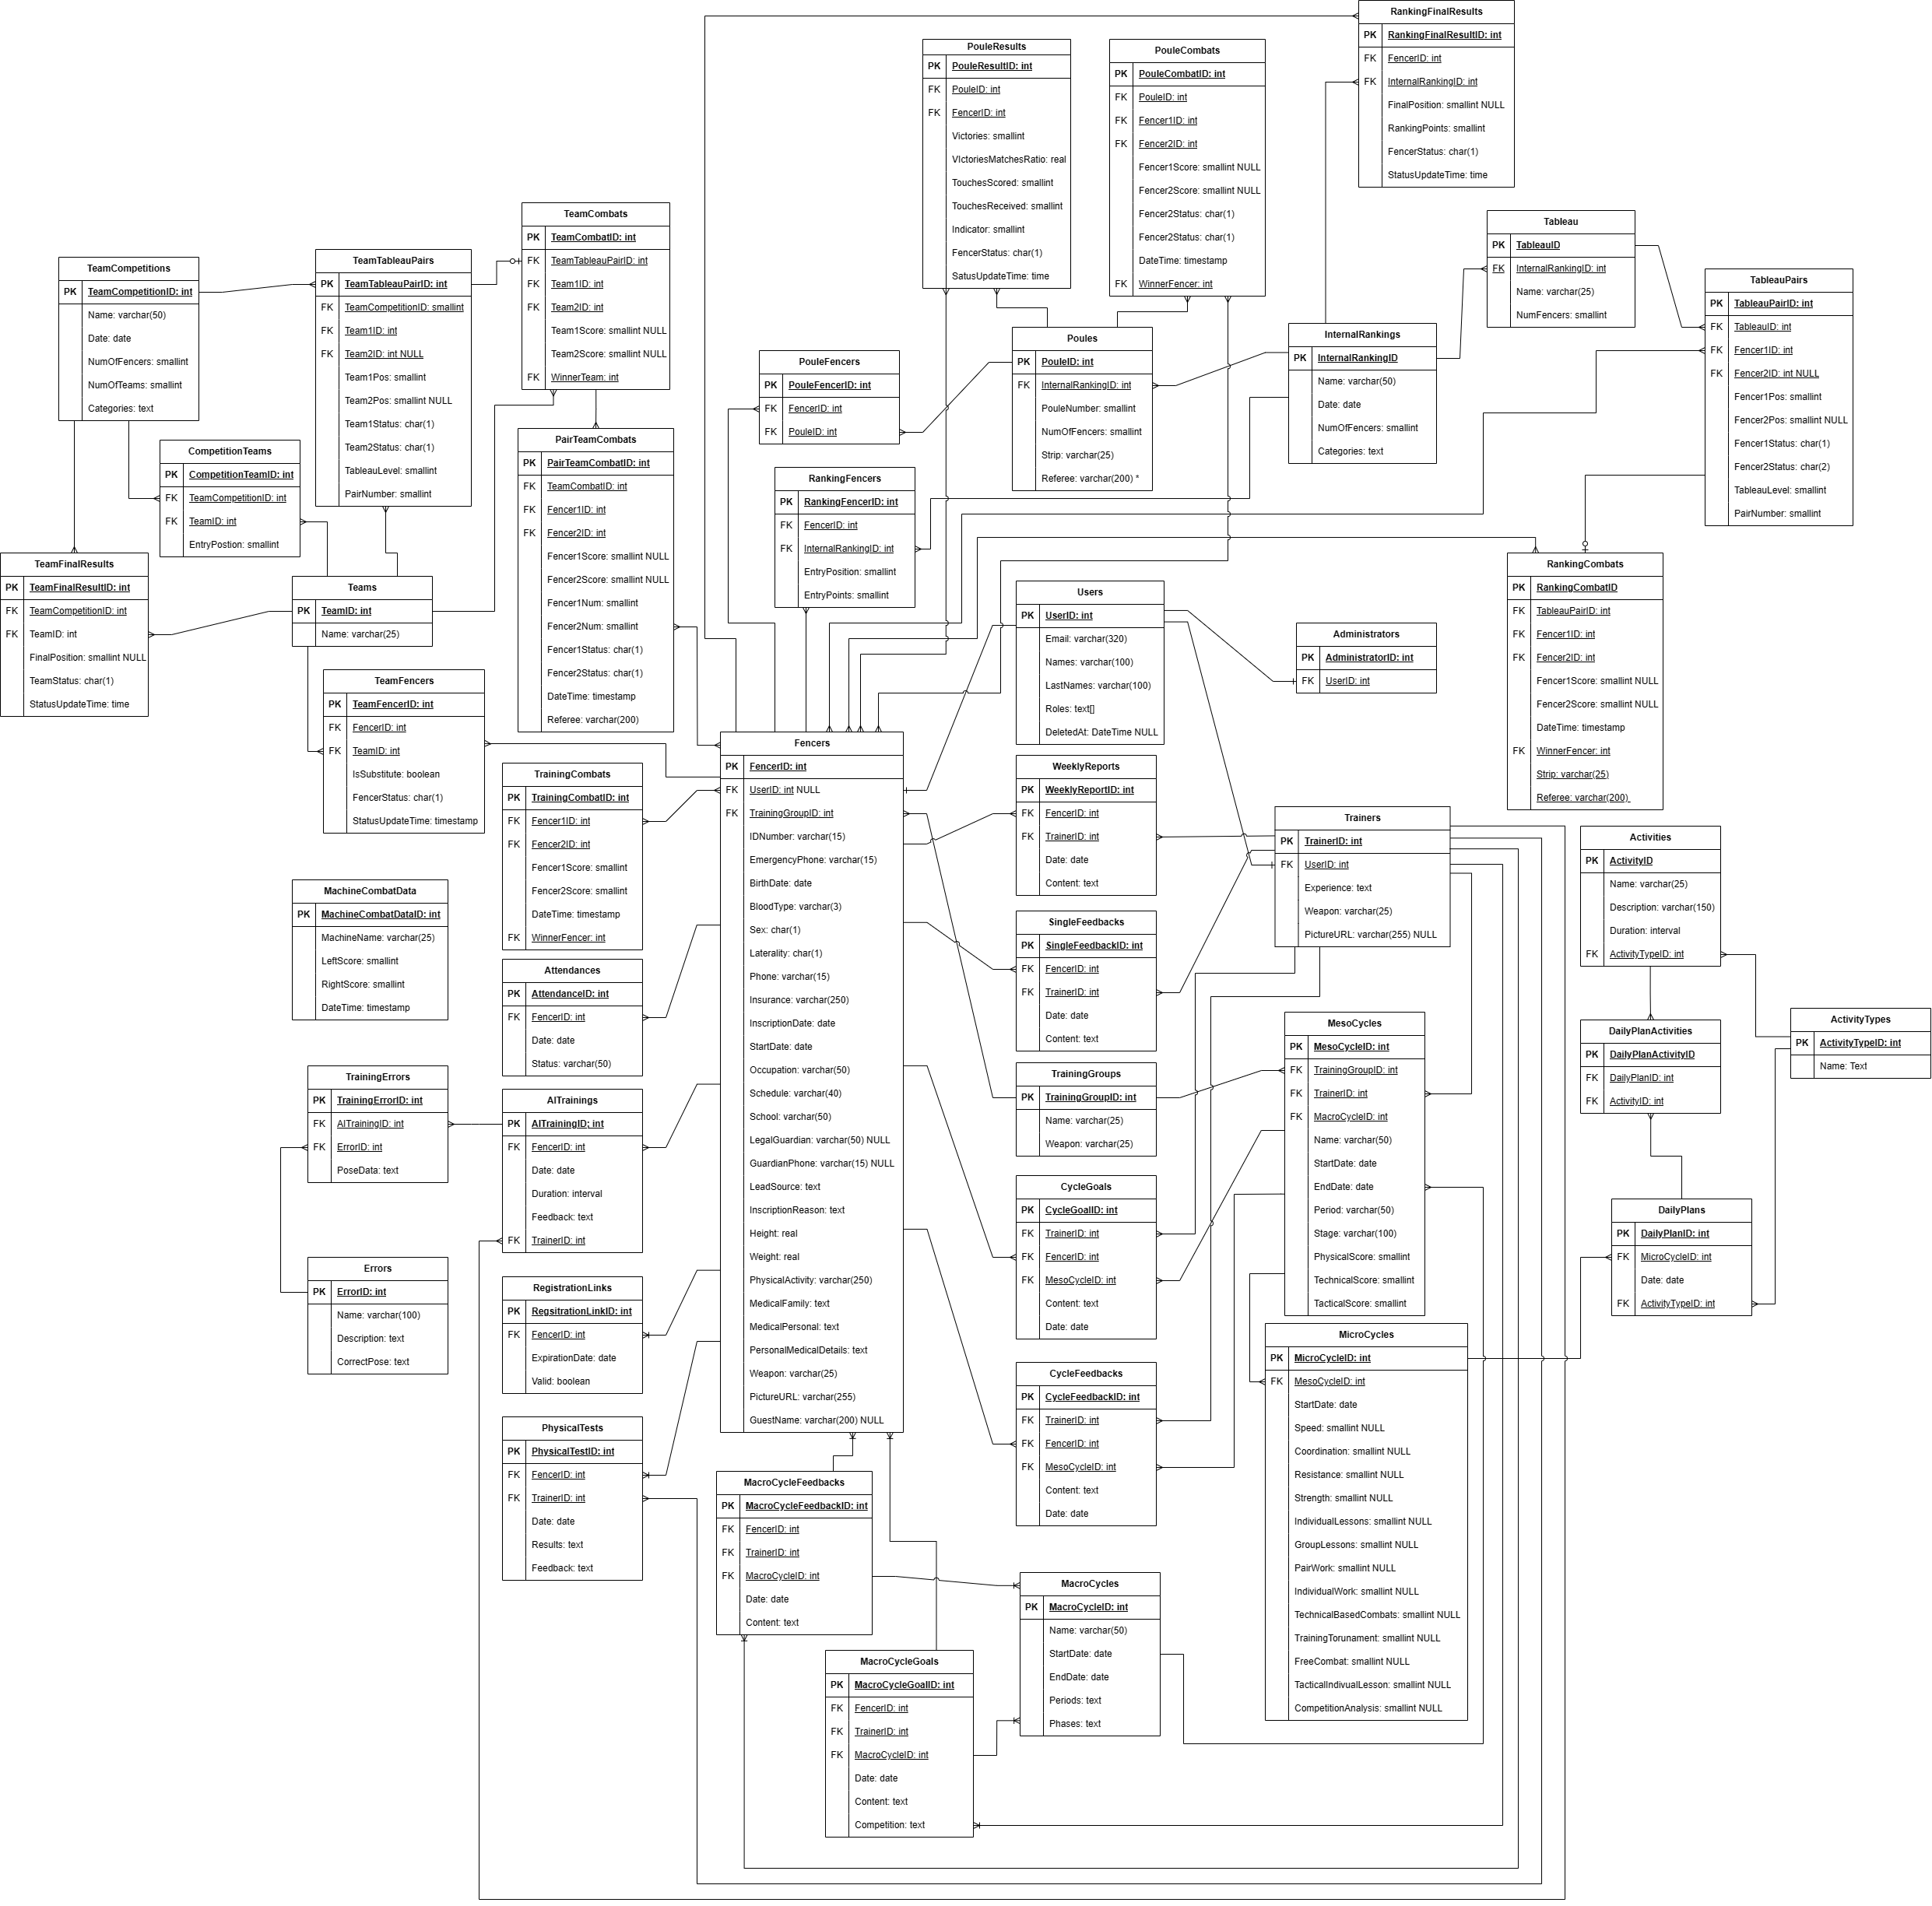 RankingFinalResults
PK RankingFinalResultID: int
FK FencerID: int
FK InternalRankingID: int
FinalPosition: smallint NULL
RankingPoints: smallint
FencerStatus: char(1)
StatusUpdateTime: time
PouleResults
PK PouleResultID: int
FK PouleID: int
FK FencerID: int
Victories: smallint
VIctoriesMatchesRatio: real
TouchesScored: smallint
TouchesReceived: smallint
Indicator: smallint
FencerStatus: char(1)
SatusUpdateTime: time
PouleCombats
PK PouleCombatID: int
FK PouleID: int
FK Fencer1ID: int
FK Fencer2ID: int
Fencer1Score: smallint NULL
Fencer2Score: smallint NULL
Fencer2Status: char(1)
Fencer2Status: char(1)
DateTime: timestamp
FK WinnerFencer: int
TeamCombats
PK TeamCombatID: int
FK TeamTableauPairID: int
FK Team1ID: int
FK Team2ID: int
Team1Score: smallint NULL
Team2Score: smallint NULL
FK WinnerTeam: int
Tableau
PK TableauID
FK InternalRankingID: int
Name: varchar(25)
NumFencers: smallint
TeamTableauPairs
PK TeamTableauPairID: int
FK TeamCompetitionID: smallint
FK Team1ID: int
FK Team2ID: int NULL
Team1Pos: smallint
Team2Pos: smallint NULL
Team1Status: char(1)
Team2Status: char(1)
TableauLevel: smallint
PairNumber: smallint
TeamCompetitions
PK TeamCompetitionID: int
Name: varchar(50)
Date: date
NumOfFencers: smallint
NumOfTeams: smallint
Categories: text
TableauPairs
PK TableauPairID: int
FK TableauID: int
FK Fencer1ID: int
FK Fencer2ID: int NULL
Fencer1Pos: smallint
Fencer2Pos: smallint NULL
Fencer1Status: char(1)
Fencer2Status: char(2)
TableauLevel: smallint
PairNumber: smallint
InternalRankings
PK InternalRankingID
Name: varchar(50)
Date: date
NumOfFencers: smallint
Categories: text
Poules
PK PouleID: int
FK InternalRankingID: int
PouleNumber: smallint
NumOfFencers: smallint
Strip: varchar(25)
Referee: varchar(200) *
PouleFencers
PK PouleFencerID: int
FK FencerID: int
FK PouleID: int
PairTeamCombats
PK PairTeamCombatID: int
FK TeamCombatID: int
FK Fencer1ID: int
FK Fencer2ID: int
Fencer1Score: smallint NULL
Fencer2Score: smallint NULL
Fencer1Num: smallint
Fencer2Num: smallint
Fencer1Status: char(1)
Fencer2Status: char(1)
DateTime: timestamp
Referee: varchar(200)
CompetitionTeams
PK CompetitionTeamID: int
FK TeamCompetitionID: int
FK TeamID: int
EntryPostion: smallint
RankingFencers
PK RankingFencerID: int
FK FencerID: int
FK InternalRankingID: int
EntryPosition: smallint
EntryPoints: smallint
TeamFinalResults
PK TeamFinalResultID: int
FK TeamCompetitionID: int
FK TeamID: int
FinalPosition: smallint NULL
TeamStatus: char(1)
StatusUpdateTime: time
Teams
PK TeamID: int
Name: varchar(25)
RankingCombats
PK RankingCombatID
FK TableauPairID: int
FK Fencer1ID: int
FK Fencer2ID: int
Fencer1Score: smallint NULL
Fencer2Score: smallint NULL
DateTime: timestamp
FK WinnerFencer: int
Strip: varchar(25)
Referee: varchar(200)
Users
PK UserID: int
Email: varchar(320)
Names: varchar(100)
LastNames: varchar(100)
Roles: text[]
DeletedAt: DateTime NULL
Administrators
PK AdministratorID: int
FK UserID: int
TeamFencers
PK TeamFencerID: int
FK FencerID: int
FK TeamID: int
IsSubstitute: boolean
FencerStatus: char(1)
StatusUpdateTime: timestamp
Fencers
PK FencerID: int
FK UserID: int NULL
FK TrainingGroupID: int
IDNumber: varchar(15)
EmergencyPhone: varchar(15)
BirthDate: date
BloodType: varchar(3)
Sex: char(1)
Laterality: char(1)
Phone: varchar(15)
Insurance: varchar(250)
InscriptionDate: date
StartDate: date
Occupation: varchar(50)
Schedule: varchar(40)
School: varchar(50)
LegalGuardian: varchar(50) NULL
GuardianPhone: varchar(15) NULL
LeadSource: text
InscriptionReason: text
Height: real
Weight: real
PhysicalActivity: varchar(250)
MedicalFamily: text
MedicalPersonal: text
PersonalMedicalDetails: text
Weapon: varchar(25)
PictureURL: varchar(255)
GuestName: varchar(200) NULL
TrainingCombats
PK TrainingCombatID: int
FK Fencer1ID: int
FK Fencer2ID: int
Fencer1Score: smallint
Fencer2Score: smallint
DateTime: timestamp
FK WinnerFencer: int
WeeklyReports
PK WeeklyReportID: int
FK FencerID: int
FK TrainerID: int
Date: date
Content: text
Trainers
PK TrainerID: int
FK UserID: int
Experience: text
Weapon: varchar(25)
PictureURL: varchar(255) NULL
Activities
PK ActivityID
Name: varchar(25)
Description: varchar(150)
Duration: interval
FK ActivityTypeID: int
MachineCombatData
PK MachineCombatDataID: int
MachineName: varchar(25)
LeftScore: smallint
RightScore: smallint
DateTime: timestamp
SingleFeedbacks
PK SingleFeedbackID: int
FK FencerID: int
FK TrainerID: int
Date: date
Content: text
Attendances
PK AttendanceID: int
FK FencerID: int
Date: date
Status: varchar(50)
MesoCycles
PK MesoCycleID: int
FK TrainingGroupID: int
FK TrainerID: int
FK MacroCycleID: int
Name: varchar(50)
StartDate: date
EndDate: date
Period: varchar(50)
Stage: varchar(100)
PhysicalScore: smallint
TechnicalScore: smallint
TacticalScore: smallint
ActivityTypes
PK ActivityTypeID: int
Name: Text
DailyPlanActivities
PK DailyPlanActivityID
FK DailyPlanID: int
FK ActivityID: int
TrainingGroups
PK TrainingGroupID: int
Name: varchar(25)
Weapon: varchar(25)
TrainingErrors
PK TrainingErrorID: int
FK AITrainingID: int
FK ErrorID: int
PoseData: text
AITrainings
PK AITrainingID: int
FK FencerID: int
Date: date
Duration: interval
Feedback: text
FK TrainerID: int
CycleGoals
PK CycleGoalID: int
FK TrainerID: int
FK FencerID: int
FK MesoCycleID: int
Content: text
Date: date
DailyPlans
PK DailyPlanID: int
FK MicroCycleID: int
Date: date
FK ActivityTypeID: int
Errors
PK ErrorID: int
Name: varchar(100)
Description: text
CorrectPose: text
RegistrationLinks
PK RegsitrationLinkID: int
FK FencerID: int
ExpirationDate: date
Valid: boolean
MicroCycles
PK MicroCycleID: int
FK MesoCycleID: int
StartDate: date
Speed: smallint NULL
Coordination: smallint NULL
Resistance: smallint NULL
Strength: smallint NULL
IndividualLessons: smallint NULL
GroupLessons: smallint NULL
PairWork: smallint NULL
IndividualWork: smallint NULL
TechnicalBasedCombats: smallint NULL
TrainingTorunament: smallint NULL
FreeCombat: smallint NULL
TacticalIndivualLesson: smallint NULL
CompetitionAnalysis: smallint NULL
CycleFeedbacks
PK CycleFeedbackID: int
FK TrainerID: int
FK FencerID: int
FK MesoCycleID: int
Content: text
Date: date
PhysicalTests
PK PhysicalTestID: int
FK FencerID: int
FK TrainerID: int
Date: date
Results: text
Feedback: text
MacroCycleFeedbacks
PK MacroCycleFeedbackID: int
FK FencerID: int
FK TrainerID: int
FK MacroCycleID: int
Date: date
Content: text
MacroCycles
PK MacroCycleID: int
Name: varchar(50)
StartDate: date
EndDate: date
Periods: text
Phases: text
MacroCycleGoals
PK MacroCycleGoalID: int
FK FencerID: int
FK TrainerID: int
FK MacroCycleID: int
Date: date
Content: text
Competition: text